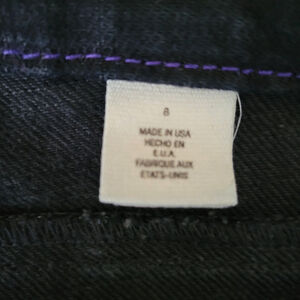 8
MADE IN USA
HECHO EN
E.U.A.
FABRIQUE AUX
ETATS-UNIS